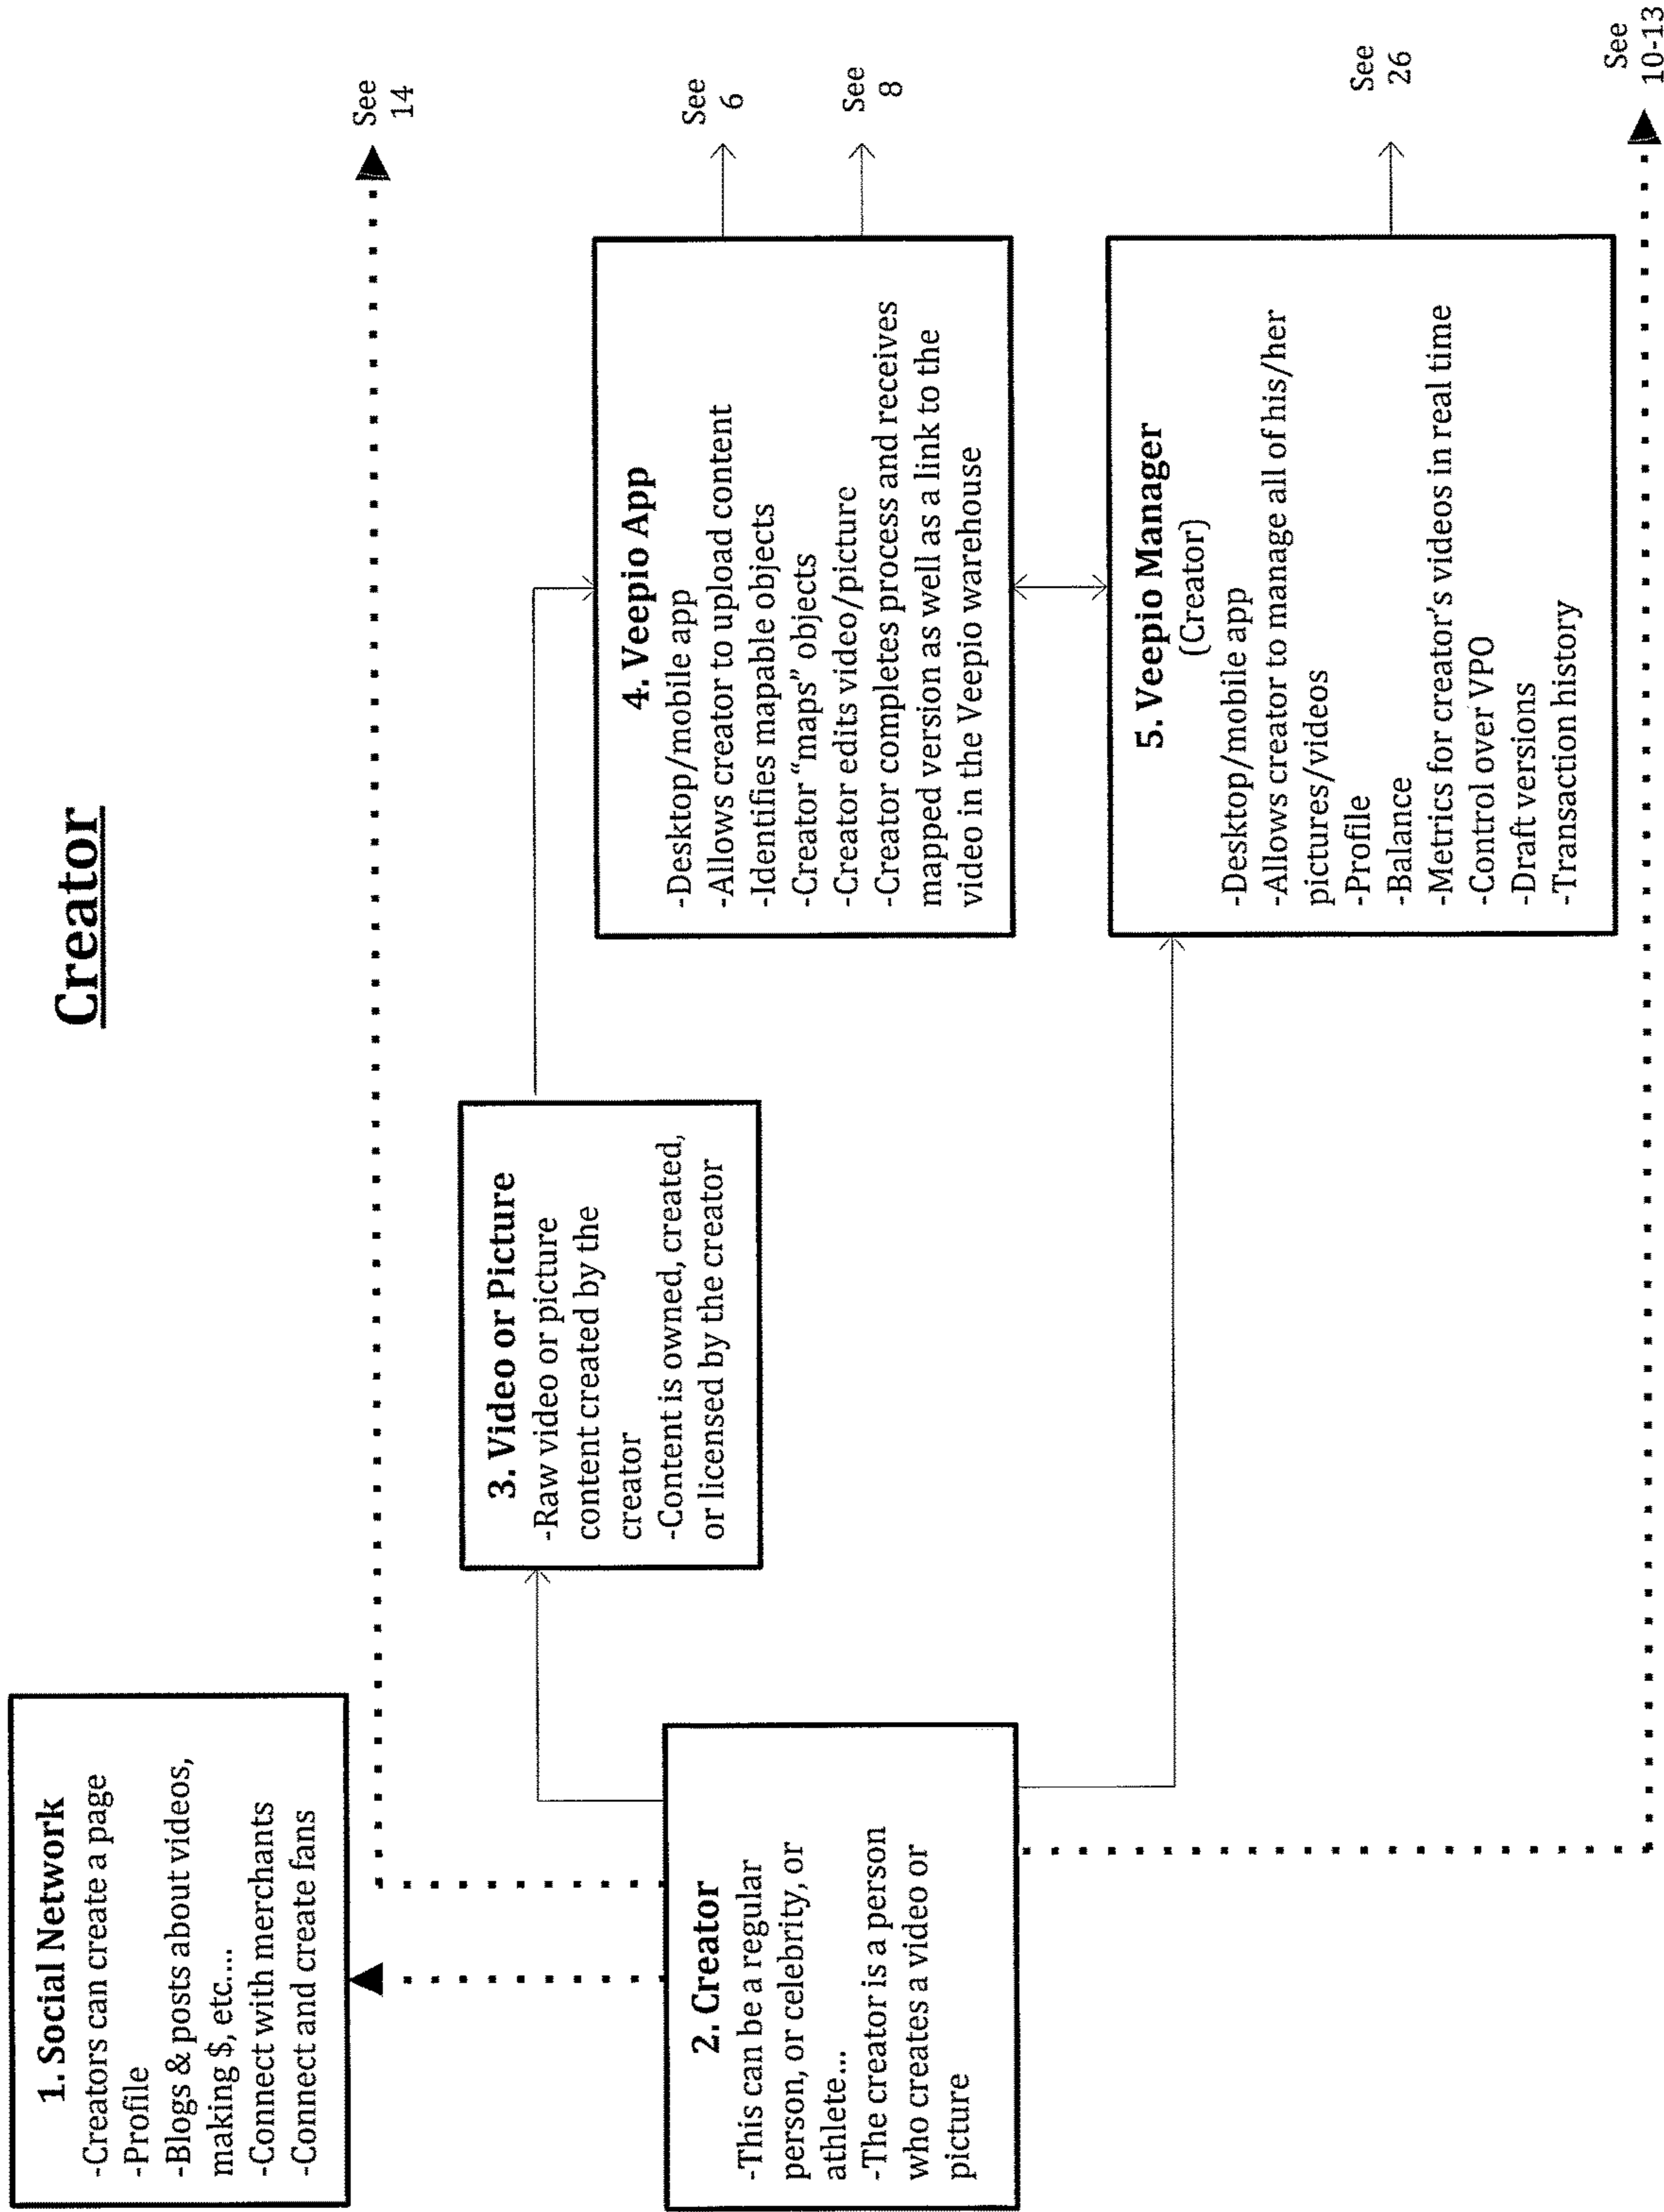 Creator
1. Social Network
-Creators can create a page
-Profile
-Blogs & posts about videos,
making $, etc....
-Connect with merchants
-Connect and create fans
See
14
2. Creator
-This can be a regular
person, or celebrity, or
athlete...
-The creator is a person
who creates a video or
picture
3. Video or Picture
-Raw video or picture
content created by the
creator
-Content is owned, created,
or licensed by the creator
4. Veepio App
-Desktop/mobile app
-Allows creator to upload content
-Identifies mapable objects
-Creator “maps” objects
-Creator edits video/picture
-Creator completes process and receives
mapped version as well as a link to the
video in the Veepio warehouse
See
6
See
8
5. Veepio Manager
(Creator)
-Desktop/mobile app
-Allows creator to manage all of his/her
pictures/videos
-Profile
-Balance
-Metrics for creator's videos in real time
-Control over VPO
-Draft versions
-Transaction history
See
26
See
10-13